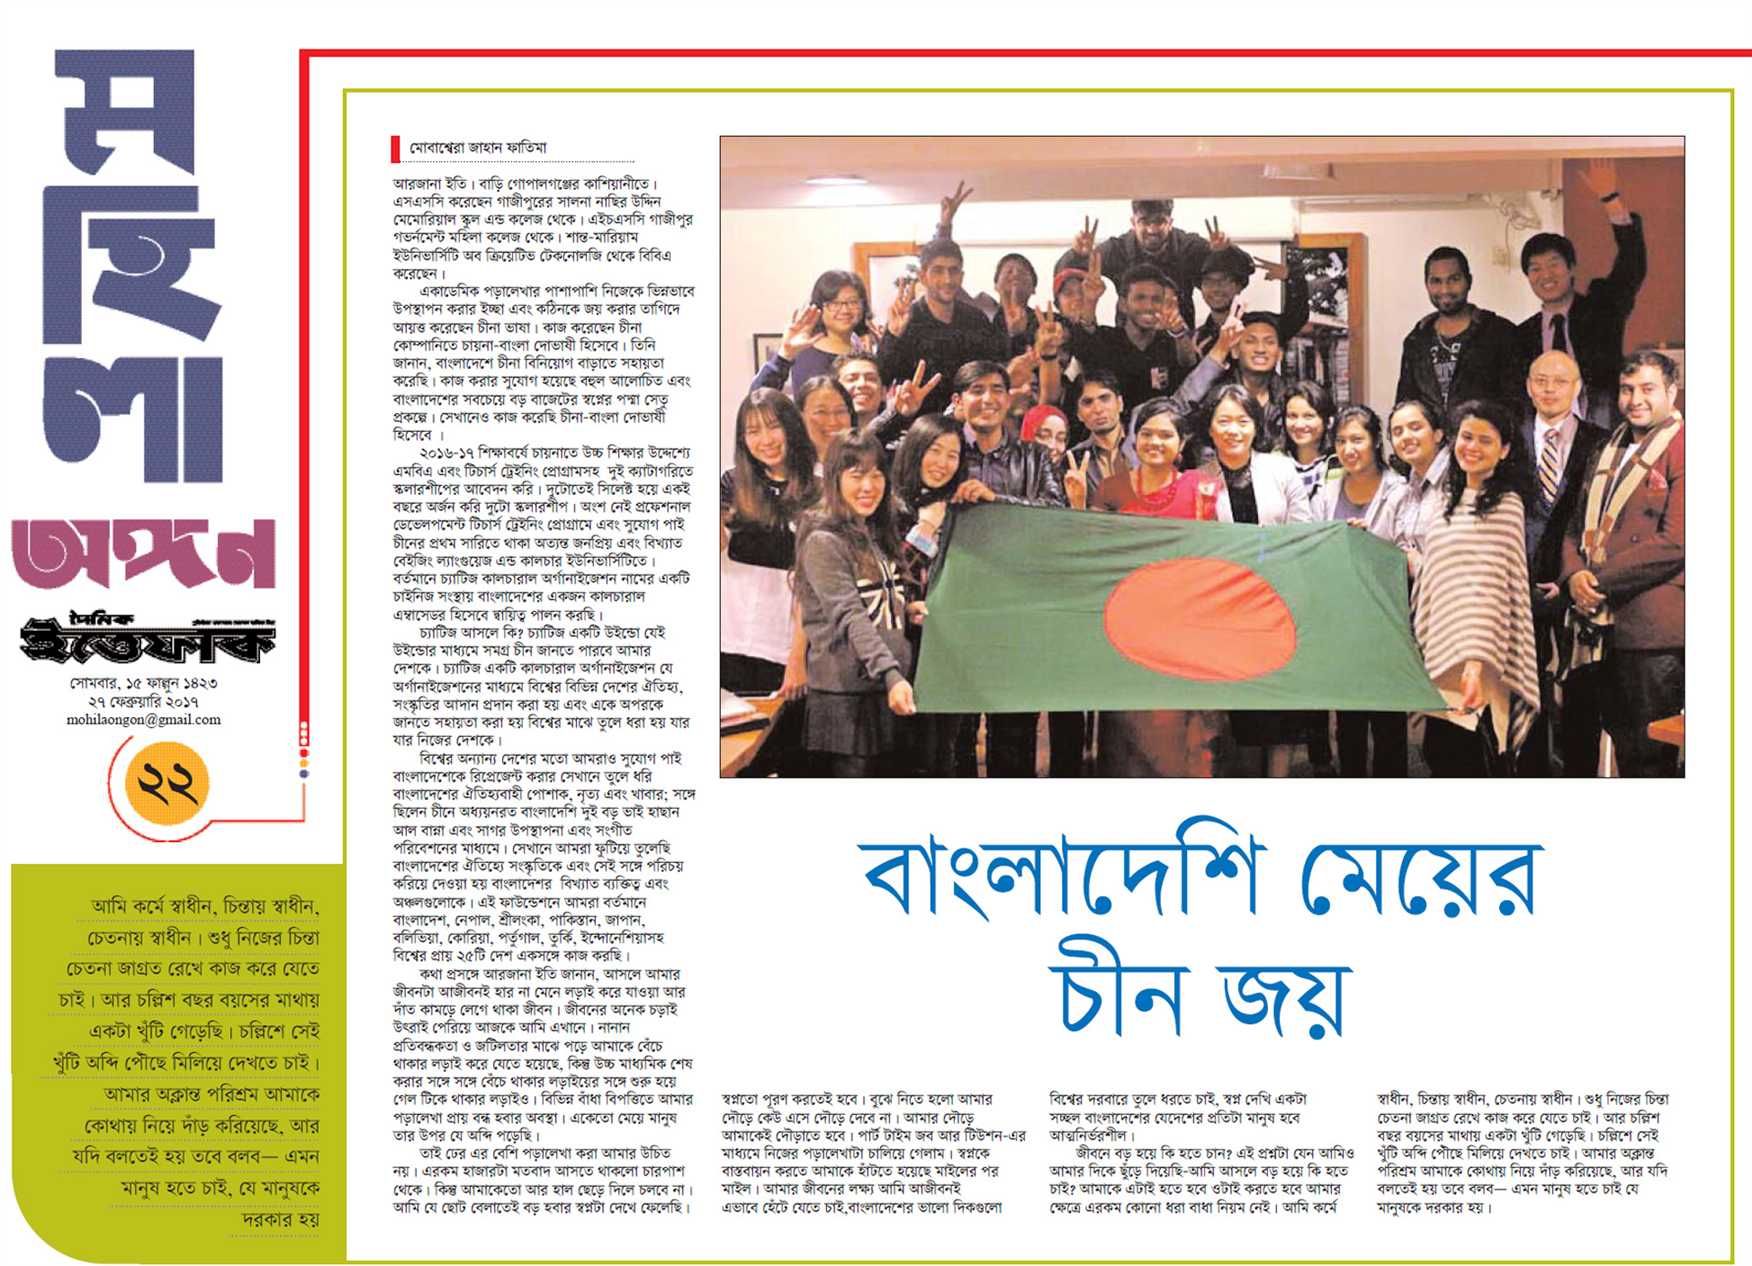 মহিলা
অঙ্গন
দৈনিক
ইত্তেফাক
সোমবার, ১৫ ফাল্গুন ১৪২৩
২৭ ফেব্রুয়ারি ২০১৭
mohilaongon@gmail.com
২২
আমি কর্মে স্বাধীন, চিন্তায় স্বাধীন,
চেতনায় স্বাধীন। শুধু নিজের চিন্তা
চেতনা জাগ্রত রেখে কাজ করে যেতে
চাই। আর চল্লিশ বছর বয়সের মাথায়
একটা খুঁটি গেড়েছি। চল্লিশে সেই
খুঁটি অব্দি পৌঁছে মিলিয়ে দেখতে চাই।
আমার অক্লান্ত পরিশ্রম আমাকে
কোথায় নিয়ে দাঁড় করিয়েছে, আর
যদি বলতেই হয় তবে বলব— এমন
মানুষ হতে চাই, যে মানুষকে
দরকার হয়
মোবাশ্বেরা জাহান ফাতিমা
আরজানা ইতি। বাড়ি গোপালগঞ্জের কাশিয়ানীতে।
এসএসসি করেছেন গাজীপুরের সালনা নাছির উদ্দিন
মেমোরিয়াল স্কুল এন্ড কলেজ থেকে। এইচএসসি গাজীপুর
গভর্নমেন্ট মহিলা কলেজ থেকে। শান্ত-মারিয়াম
ইউনিভার্সিটি অব ক্রিয়েটিভ টেকনোলজি থেকে বিবিএ
করেছেন।
একাডেমিক পড়ালেখার পাশাপাশি নিজেকে ভিন্নভাবে
উপস্থাপন করার ইচ্ছা এবং কঠিনকে জয় করার তাগিদে
আয়ত্ত করেছেন চীনা ভাষা। কাজ করেছেন চীনা
কোম্পানিতে চায়না-বাংলা দোভাষী হিসেবে। তিনি
জানান, বাংলাদেশে চীনা বিনিয়োগ বাড়াতে সহায়তা
করেছি। কাজ করার সুযোগ হয়েছে বহুল আলোচিত এবং
বাংলাদেশের সবচেয়ে বড় বাজেটের স্বপ্নের পদ্মা সেতু
প্রকল্পে। সেখানেও কাজ করেছি চীনা-বাংলা দোভাষী
হিসেবে ।
২০১৬-১৭ শিক্ষাবর্ষে চায়নাতে উচ্চ শিক্ষার উদ্দেশ্যে
এমবিএ এবং টিচার্স ট্রেইনিং প্রোগ্রামসহ দুই ক্যাটাগরিতে
স্কলারশীপের আবেদন করি। দুটোতেই সিলেক্ট হয়ে একই
বছরে অর্জন করি দুটো স্কলারশীপ। অংশ নেই প্রফেশনাল
ডেভেলপমেন্ট টিচার্স ট্রেইনিং প্রোগ্রামে এবং সুযোগ পাই
চীনের প্রথম সারিতে থাকা অত্যন্ত জনপ্রিয় এবং বিখ্যাত
বেইজিং ল্যাংগুয়েজ এন্ড কালচার ইউনিভার্সিটিতে।
বর্তমানে চ্যাটিজ কালচারাল অর্গানাইজেশন নামের একটি
চাইনিজ সংস্থায় বাংলাদেশের একজন কালচারাল
এম্বাসেডর হিসেবে দ্বায়িত্ব পালন করছি।
চ্যাটিজ আসলে কি? চ্যাটিজ একটি উইন্ডো যেই
উইন্ডোর মাধ্যমে সমগ্র চীন জানতে পারবে আমার
দেশকে। চ্যাটিজ একটি কালচারাল অর্গানাইজেশন যে
অর্গানাইজেশনের মাধ্যমে বিশ্বের বিভিন্ন দেশের ঐতিহ্য,
সংস্কৃতির আদান প্রদান করা হয় এবং একে অপরকে
জানতে সহায়তা করা হয় বিশ্বের মাঝে তুলে ধরা হয় যার
যার নিজের দেশকে।
বিশ্বের অন্যান্য দেশের মতো আমরাও সুযোগ পাই
বাংলাদেশেকে রিপ্রেজেন্ট করার সেখানে তুলে ধরি
বাংলাদেশের ঐতিহ্যবাহী পোশাক, নৃত্য এবং খাবার; সঙ্গে
ছিলেন চীনে অধ্যয়নরত বাংলাদেশি দুই বড় ভাই হাছান
আল বান্না এবং সাগর উপস্থাপনা এবং সংগীত
পরিবেশনের মাধ্যমে। সেখানে আমরা ফুটিয়ে তুলেছি
বাংলাদেশের ঐতিহ্যে সংস্কৃতিকে এবং সেই সঙ্গে পরিচয়
করিয়ে দেওয়া হয় বাংলাদেশর বিখ্যাত ব্যক্তিত্ব এবং
অঞ্চলগুলোকে। এই ফাউন্ডেশনে আমরা বর্তমানে
বাংলাদেশ, নেপাল, শ্রীলংকা, পাকিস্তান, জাপান,
বলিভিয়া, কোরিয়া, পর্তুগাল, তুর্কি, ইন্দোনেশিয়াসহ
বিশ্বের প্রায় ২৫টি দেশ একসঙ্গে কাজ করছি।
কথা প্রসঙ্গে আরজানা ইতি জানান, আসলে আমার
জীবনটা আজীবনই হার না মেনে লড়াই করে যাওয়া আর
দাঁত কামড়ে লেগে থাকা জীবন। জীবনের অনেক চড়াই
উৎরাই পেরিয়ে আজকে আমি এখানে। নানান
প্রতিবন্ধকতা ও জটিলতার মাঝে পড়ে আমাকে বেঁচে
থাকার লড়াই করে যেতে হয়েছে, কিন্তু উচ্চ মাধ্যমিক শেষ
করার সঙ্গে সঙ্গে বেঁচে থাকার লড়াইয়ের সঙ্গে শুরু হয়ে
গেল টিকে থাকার লড়াইও। বিভিন্ন বাঁধা বিপত্তিতে আমার
পড়ালেখা প্রায় বন্ধ হবার অবস্থা। একেতো মেয়ে মানুষ
তার উপর যে অব্দি পড়েছি।
তাই ঢের এর বেশি পড়ালেখা করা আমার উচিত
নয়। এরকম হাজারটা মতবাদ আসতে থাকলো চারপাশ
থেকে। কিন্তু আমাকেতো আর হাল ছেড়ে দিলে চলবে না।
আমি যে ছোট বেলাতেই বড় হবার স্বপ্নটা দেখে ফেলেছি।
বাংলাদেশি মেয়ের
চীন জয়
স্বপ্নতো পূরণ করতেই হবে। বুঝে নিতে হলো আমার
দৌড়ে কেউ এসে দৌড়ে দেবে না। আমার দৌড়ে
আমাকেই দৌড়াতে হবে। পার্ট টাইম জব আর টিউশন-এর
মাধ্যমে নিজের পড়ালেখাটা চালিয়ে গেলাম। স্বপ্নকে
বাস্তবায়ন করতে আমাকে হাঁটতে হয়েছে মাইলের পর
মাইল। আমার জীবনের লক্ষ্য আমি আজীবনই
এভাবে হেঁটে যেতে চাই,বাংলাদেশের ভালো দিকগুলো
বিশ্বের দরবারে তুলে ধরতে চাই, স্বপ্ন দেখি একটা
সচ্ছল বাংলাদেশের যেদেশের প্রতিটা মানুষ হবে
আত্মনির্ভরশীল।
জীবনে বড় হয়ে কি হতে চান? এই প্রশ্নটা যেন আমিও
আমার দিকে ছুঁড়ে দিয়েছি-আমি আসলে বড় হয়ে কি হতে
চাই? আমাকে এটাই হতে হবে ওটাই করতে হবে আমার
ক্ষেত্রে এরকম কোনো ধরা বাধা নিয়ম নেই। আমি কর্মে
স্বাধীন, চিন্তায় স্বাধীন, চেতনায় স্বাধীন। শুধু নিজের চিন্তা
চেতনা জাগ্রত রেখে কাজ করে যেতে চাই। আর চল্লিশ
বছর বয়সের মাথায় একটা খুঁটি গেড়েছি। চল্লিশে সেই
খুঁটি অব্দি পৌঁছে মিলিয়ে দেখতে চাই। আমার অক্লান্ত
পরিশ্রম আমাকে কোথায় নিয়ে দাঁড় করিয়েছে, আর যদি
বলতেই হয় তবে বলব— এমন মানুষ হতে চাই যে
মানুষকে দরকার হয়।